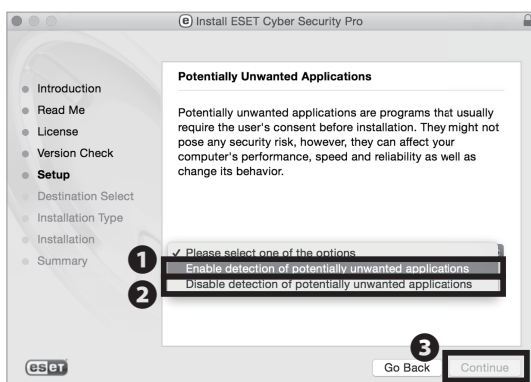 e Install ESET Cyber Security Pro
Introduction
Read Me
License
Version Check
Setup
Destination Select
Installation Type
Installation
Summary
Potentially Unwanted Applications
Potentially unwanted applications are programs that usually
require the user's consent before installation. They might not
pose any security risk, however, they can affect your
computer's performance, speed and reliability as well as
change its behavior.
✓ Please select one of the options
1 Enable detection of potentially unwanted applications
2 Disable detection of potentially unwanted applications
3
eset
Go Back Continue